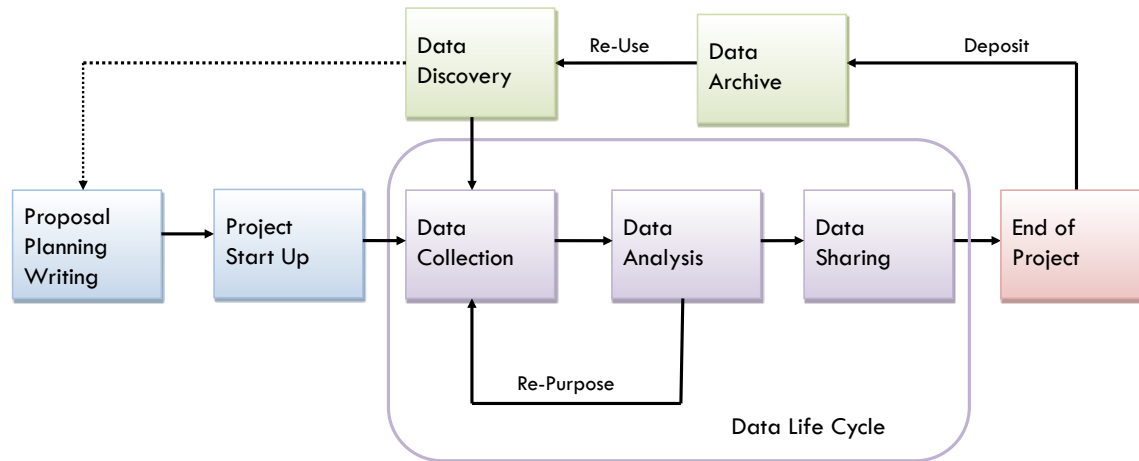 Data
Discovery
Re-Use
Data
Archive
Deposit
Proposal
Planning
Writing
Project
Start Up
Data
Collection
Data
Analysis
Data
Sharing
End of
Project
Re-Purpose
Data Life Cycle